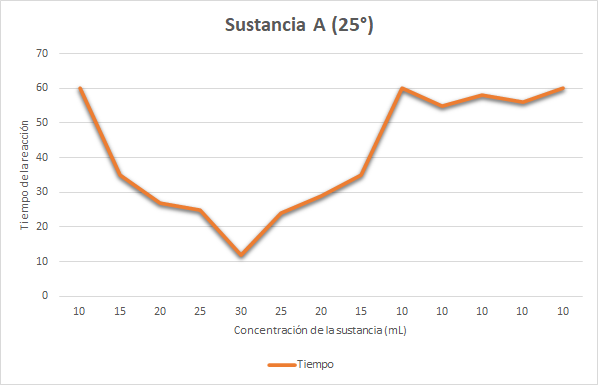 Sustancia A (25°)
70
60
50
40
30
20
10
0
Tiempo de la reacción
10 15 20 25 30 25 20 15 10 10 10 10 10
Concentración de la sustancia (mL)
Tiempo